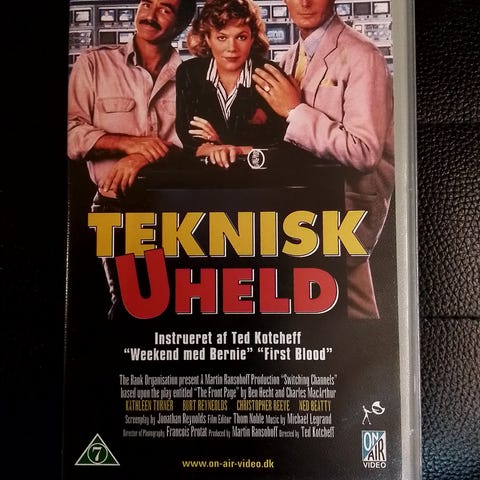 TEKNISK
UHELD
Instrueret af Ted Kotcheff
"Weekend med Bernie" "First Blood"
The Rank Organisation present A Martin Ransohoff Production "Switching Channels"
based upon the play entitled "The Front Page" by Ben Hecht and Charles MacArthur
KATHLEEN TURNER BURT REYNOLDS CHRISTOPHER REEVE NED BEATTY
Screenplay by Jonathan Reynolds Film Editor Thom Noble Music by Michael Legrand
Director of Photography Francois Protat Produced by Martin Ransohoff Directed by Ted Kotcheff
7
www.on-air-video.dk
ON
AIR
VIDEO